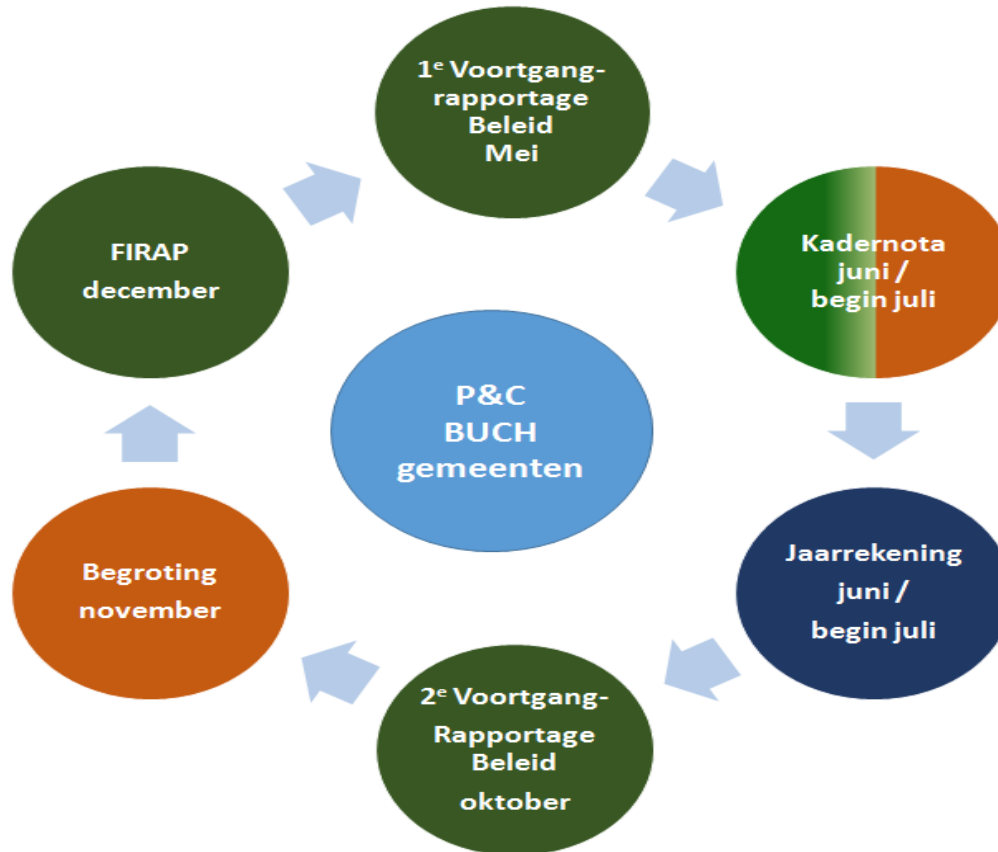 1e Voortgang-
rapportage
Beleid
Mei
Kadernota
juni /
begin juli
Jaarrekening
juni /
begin juli
2e Voortgang-
Rapportage
Beleid
oktober
Begroting
november
FIRAP
december
P&C
BUCH
gemeenten